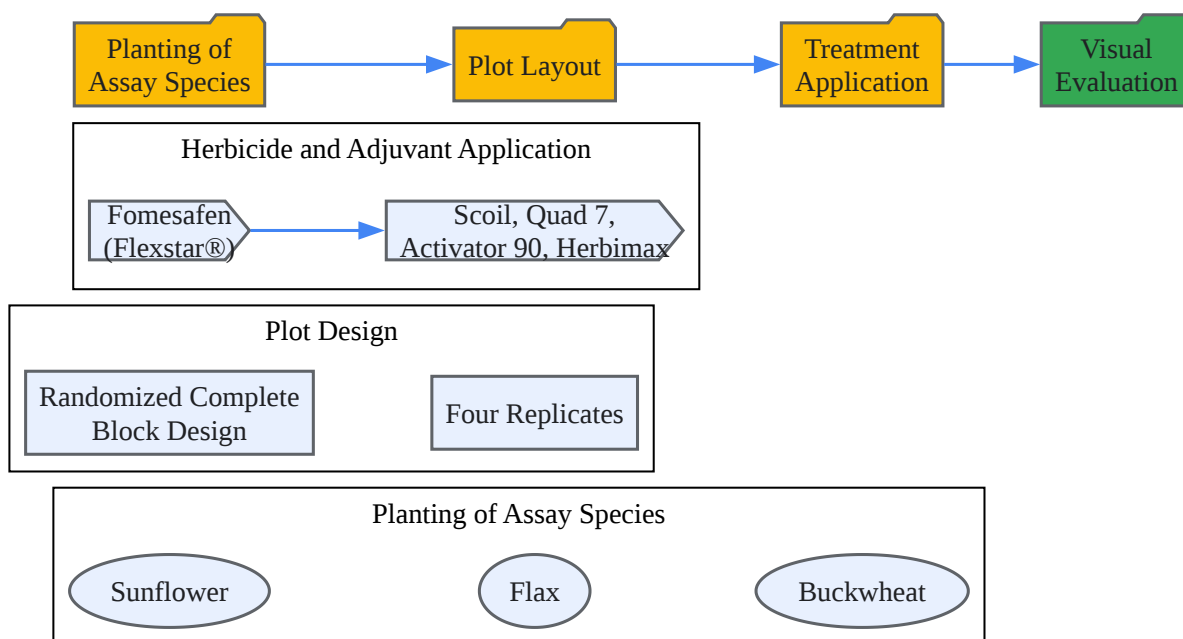 Planting of
Assay Species
Plot Layout
Treatment
Application
Visual
Evaluation
Herbicide and Adjuvant Application
Fomesafen
(Flexstar®)
Scoil, Quad 7,
Activator 90, Herbimax
Plot Design
Randomized Complete
Block Design
Four Replicates
Planting of Assay Species
Sunflower
Flax
Buckwheat